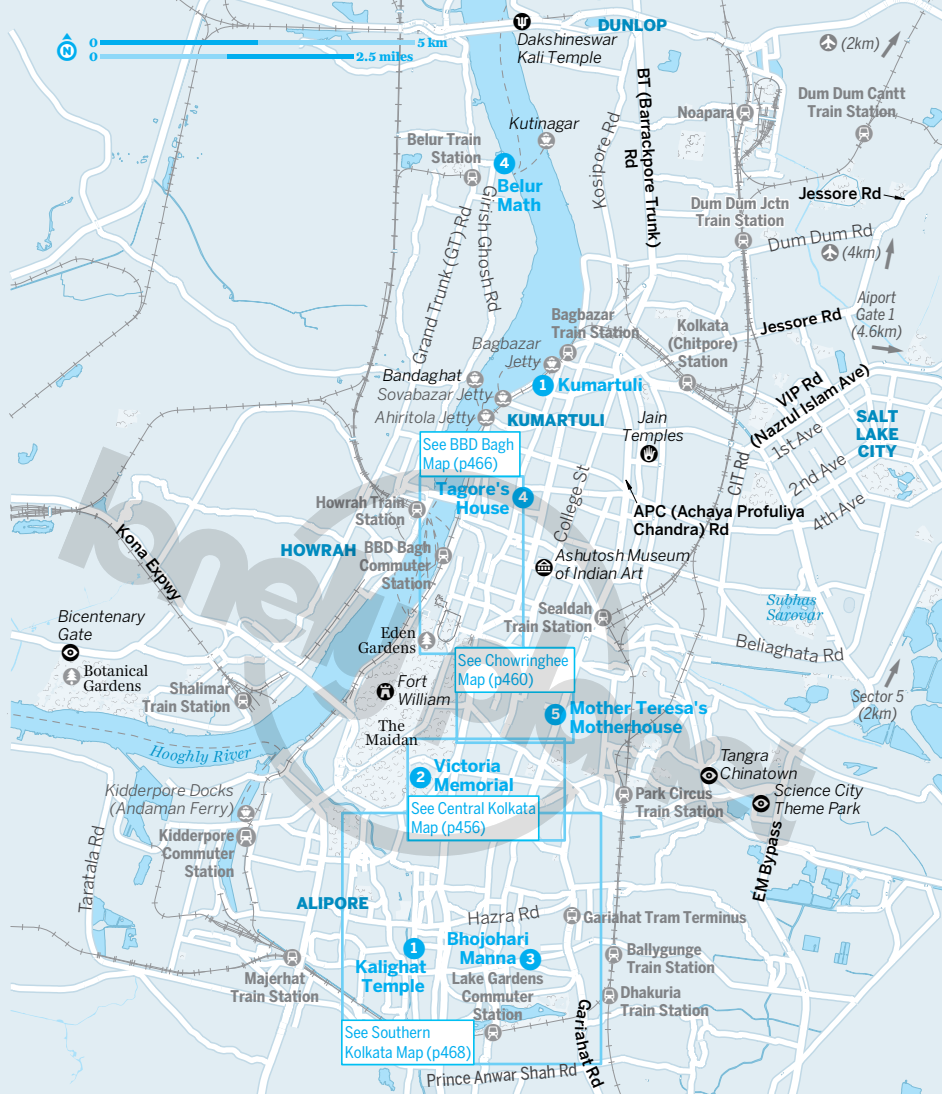 DUNLOP
Dakshineswar
Kali Temple
N
0
5 km
0
2.5 miles
(2km)
BT (Barrackpore Trunk)
Rd
Noapara
Dum Dum Cantt
Train Station
Kutinagar
Kosipore Rd
Belur Train
Station
4
Belur
Math
Jessore Rd
Dum Dum Jctn
Train Station
Girish Ghosh Rd
Grand Trunk (GT) Rd
Dum Dum Rd
(4km)
Aiport
Gate 1
(4.6km)
Bagbazar
Train Station
Kolkata
(Chitpore)
Station
Jessore Rd
Bagbazar
Jetty
Bandaghat
Sovabazar Jetty
1 Kumartuli
Ahiritola Jetty
KUMARTULI
VIP Rd
(Nazrul Islam Ave)
Jain
Temples
SALT
LAKE
CITY
1st Ave
2nd Ave
4th Ave
CIT Rd
See BBD Bagh
Map (p466)
College St
Tagore's
House 4
Howrah Train
Station
APC (Achaya Profuliya
Chandra) Rd
lonely planet
Kona Expwy
HOWRAH
BBD Bagh
Commuter
Station
Ashutosh Museum
of Indian Art
Subhas
Sarovar
Sealdah
Train Station
Bicentenary
Gate
Eden
Gardens
Beliaghata Rd
Botanical
Gardens
See Chowringhee
Map (p460)
Shalimar
Train Station
Fort
William
Sector 5
(2km)
5 Mother Teresa's
Motherhouse
The
Maidan
Hooghly River
Tangra
Chinatown
2 Victoria
Memorial
Kidderpore Docks
(Andaman Ferry)
Park Circus
Train Station
Science City
Theme Park
See Central Kolkata
Map (p456)
Kidderpore
Commuter
Station
Taratala Rd
EM Bypass
ALIPORE
Hazra Rd
Gariahat Tram Terminus
1
Kalighat
Temple
Bhojohari
Manna 3
Ballygunge
Train Station
Majerhat
Train Station
Lake Gardens
Commuter
Station
Dhakuria
Train Station
See Southern
Kolkata Map (p468)
Gariahat Rd
Prince Anwar Shah Rd